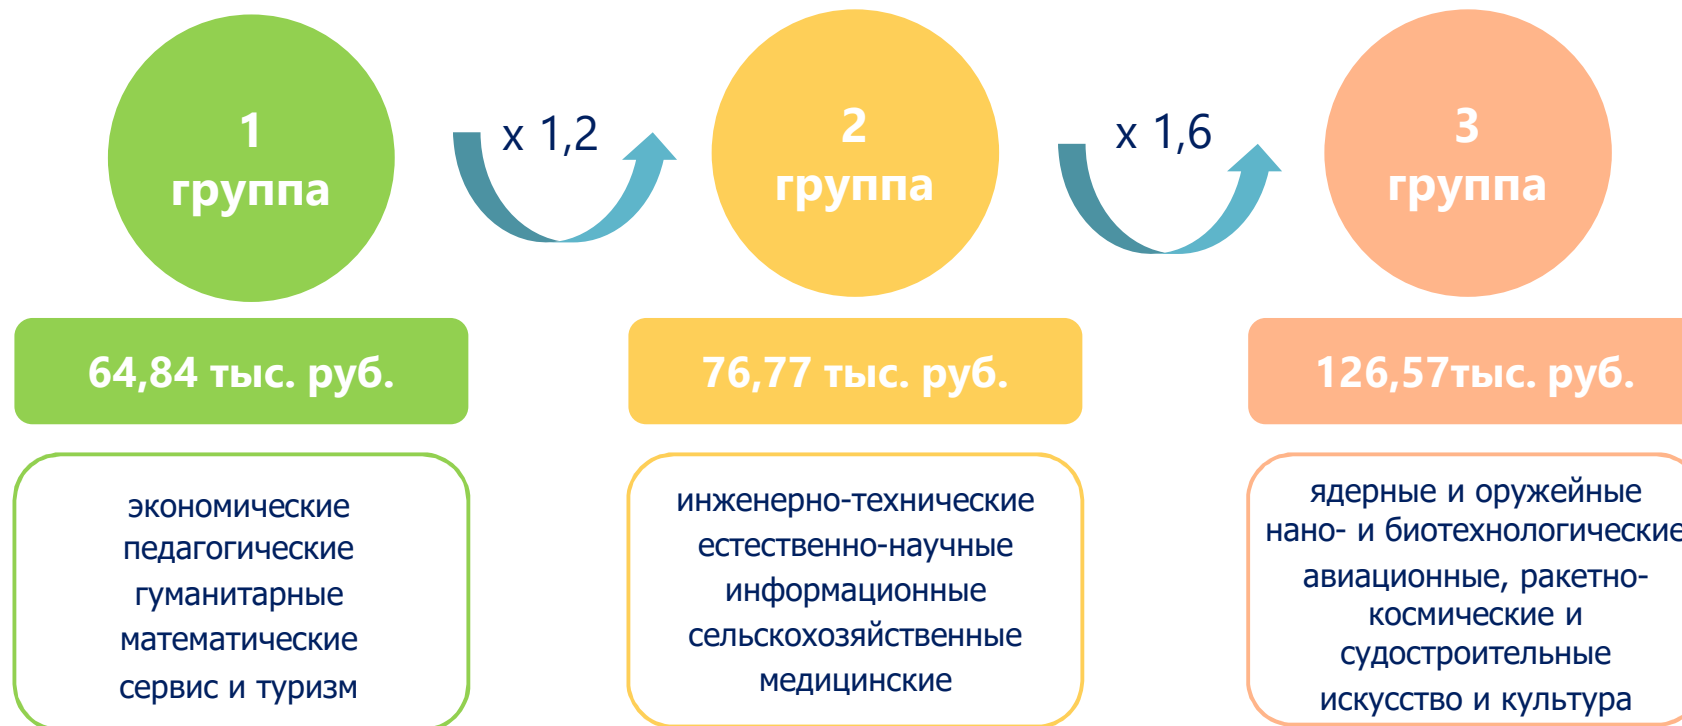 1
группа
х 1,2
2
группа
х 1,6
3
группа
64,84 тыс. руб.
76,77 тыс. руб.
126,57тыс. руб.
экономические
педагогические
гуманитарные
математические
сервис и туризм
инженерно-технические
естественно-научные
информационные
сельскохозяйственные
медицинские
ядерные и оружейные
нано- и биотехнологические
авиационные, ракетно-
космические и
судостроительные
искусство и культура